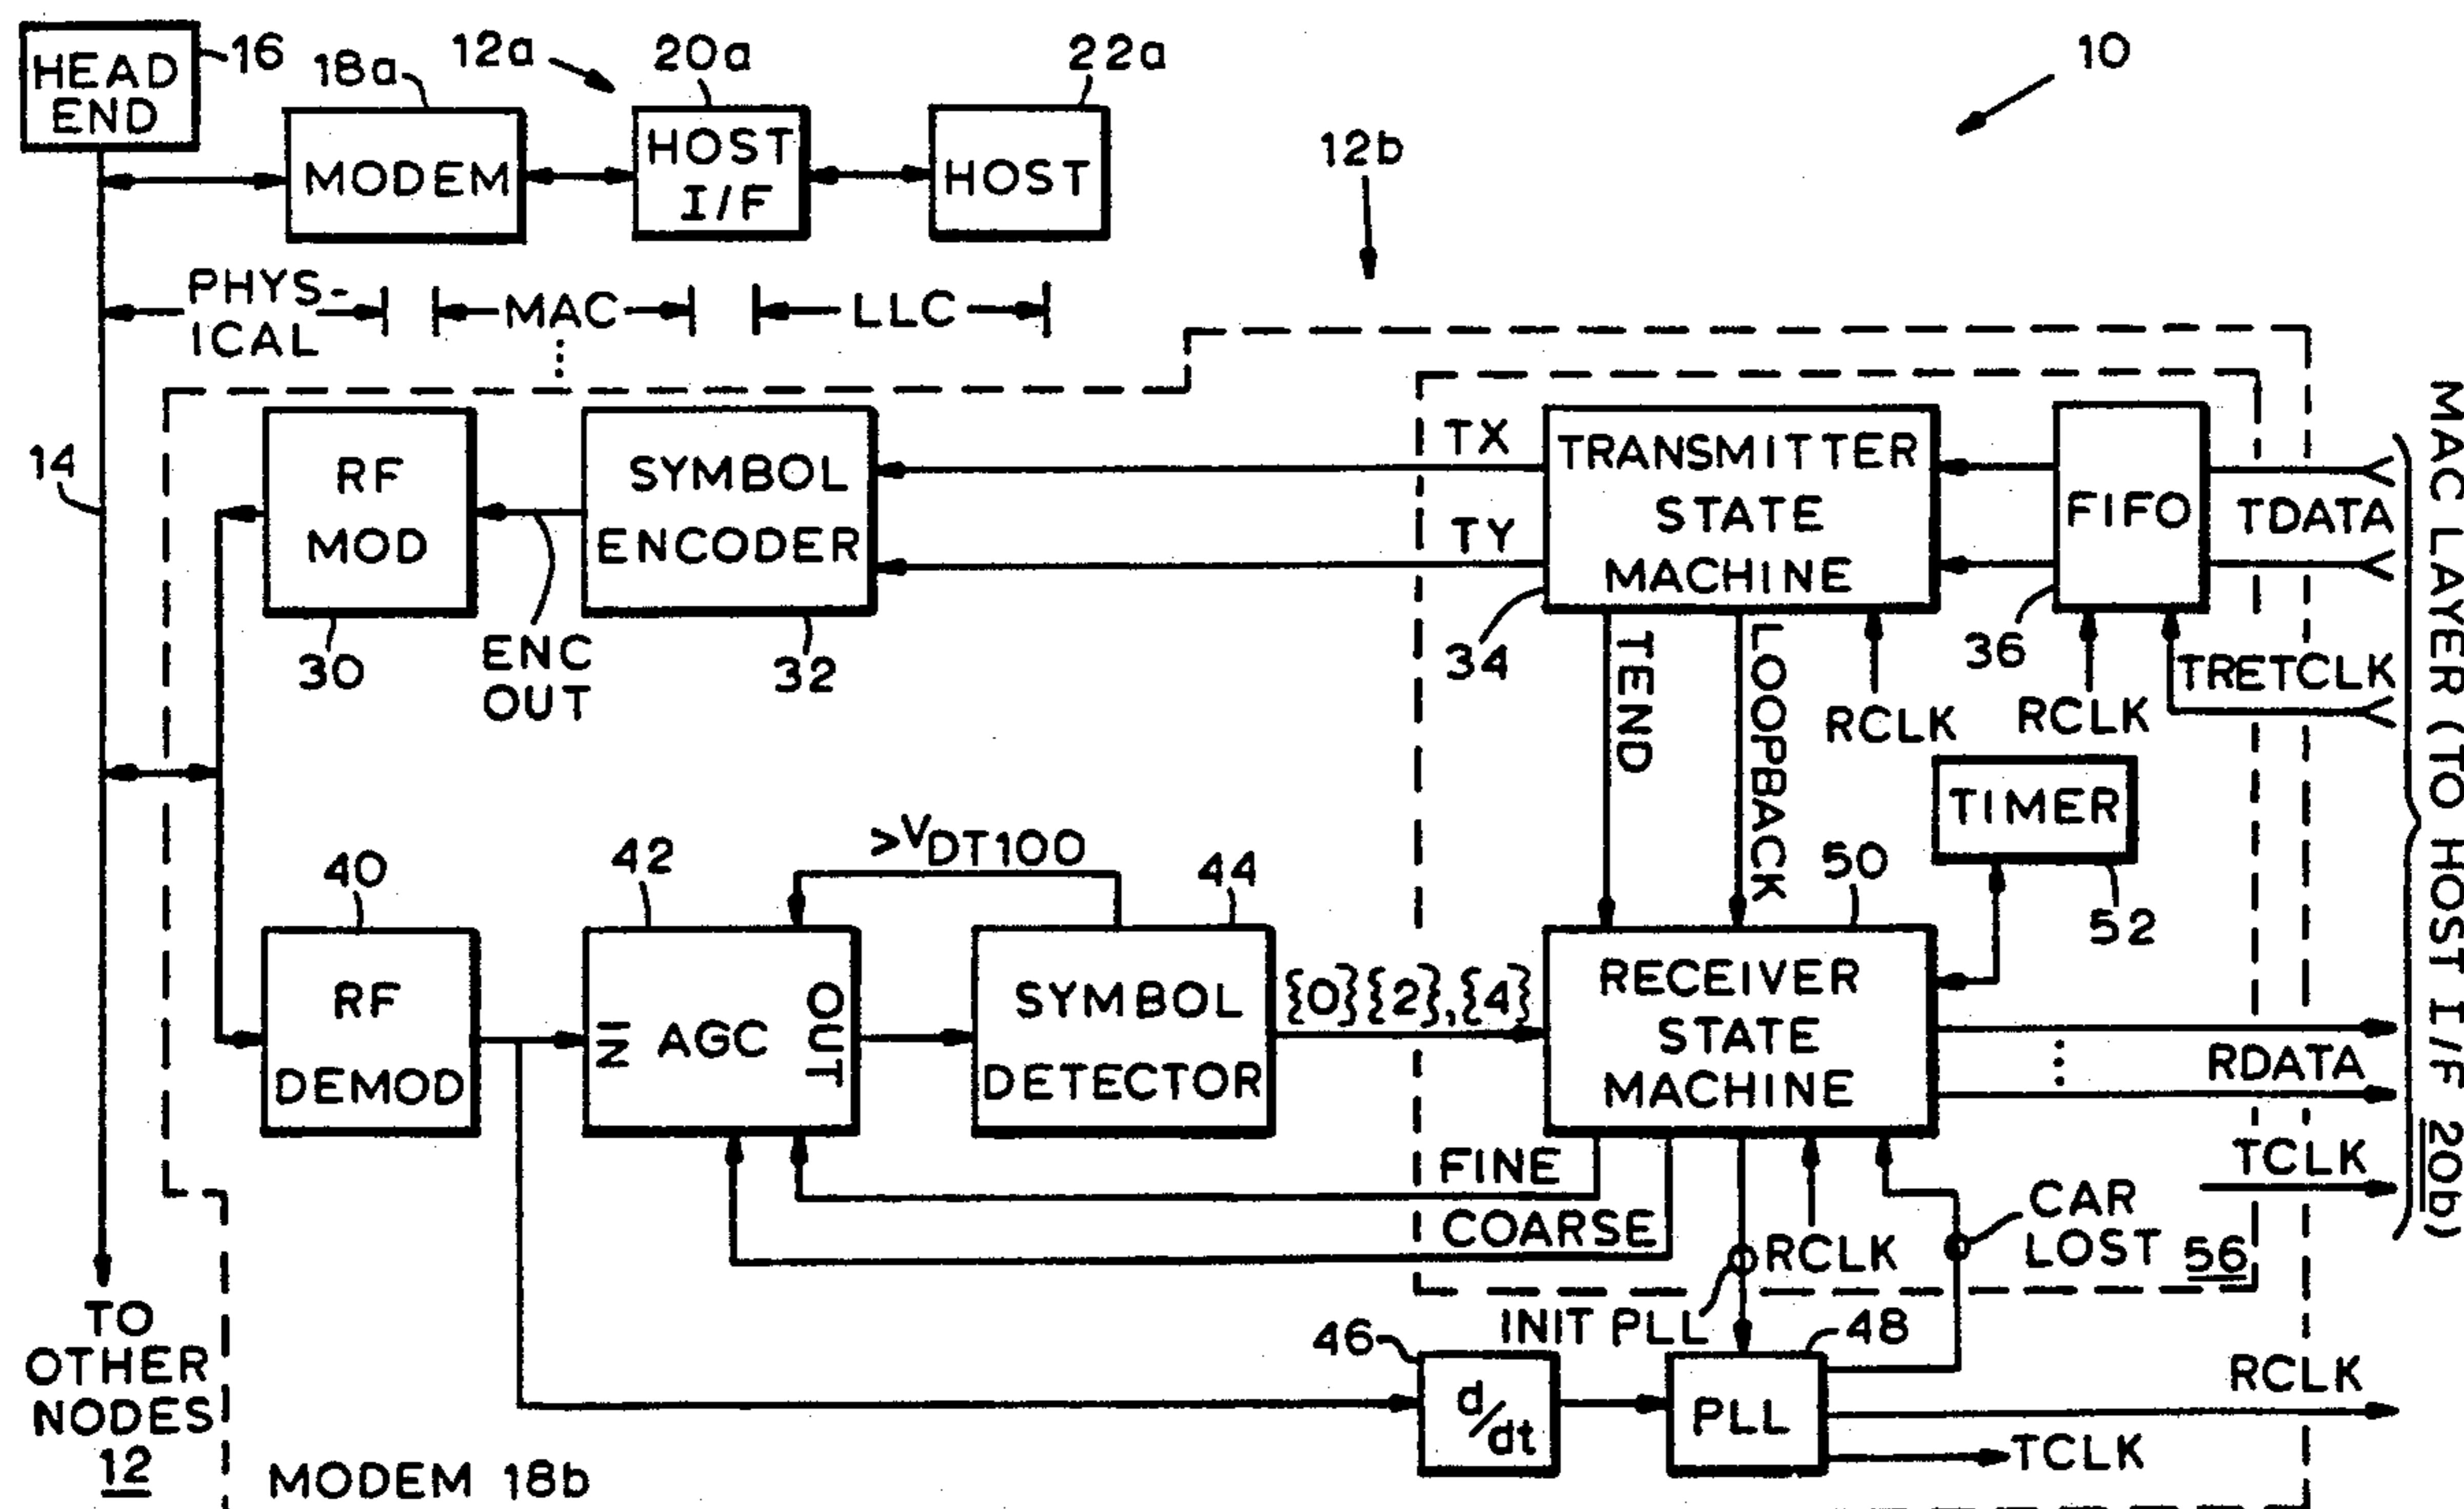 HEAD
END
16
18a
12a
20a
22a
10
MODEM
HOST
I/F
HOST
12b
PHYS-
ICAL
MAC
LLC
14
RF
MOD
30
SYMBOL
ENCODER
32
ENC
OUT
TX
TY
TRANSMITTER
STATE
MACHINE
34
FIFO
36
TDATA
TRETCLK
RCLK
RCLK
TEND
LOOPBACK
TIMER
52
MAC LAYER (TO HOST I/F 20b)
40
RF
DEMOD
42
IN
AGC
OUT
>VDT100
44
SYMBOL
DETECTOR
{0}{2},{4}
50
RECEIVER
STATE
MACHINE
RDATA
TCLK
FINE
COARSE
RCLK
CAR
LOST
56
INIT PLL
46
d/dt
48
PLL
RCLK
TCLK
TO
OTHER
NODES
12
MODEM 18b